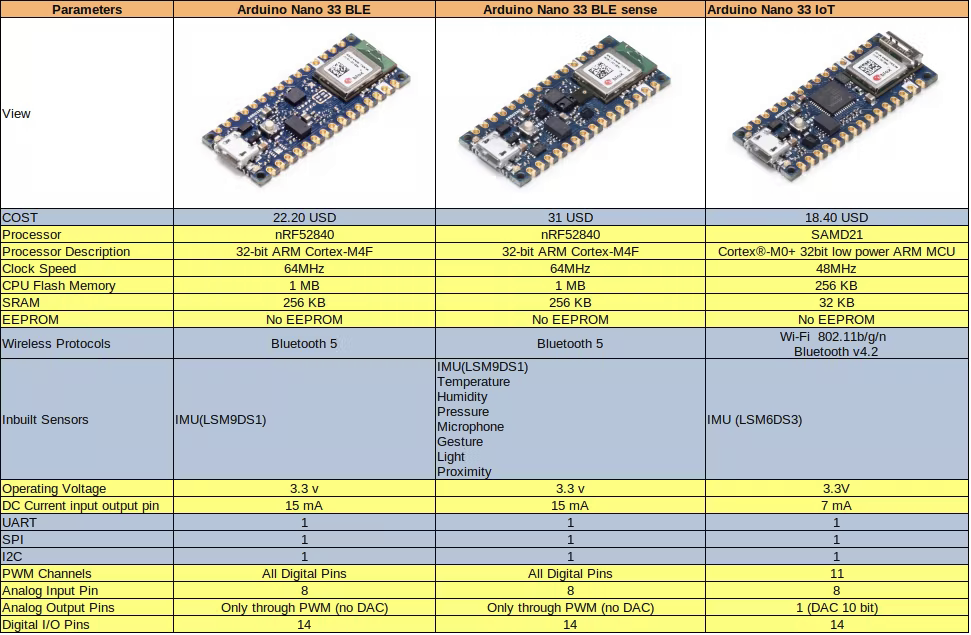 Parameters Arduino Nano 33 BLE Arduino Nano 33 BLE sense Arduino Nano 33 IoT
View
COST 22.20 USD 31 USD 18.40 USD
Processor nRF52840 nRF52840 SAMD21
Processor Description 32-bit ARM Cortex-M4F 32-bit ARM Cortex-M4F Cortex®-M0+ 32bit low power ARM MCU
Clock Speed 64MHz 64MHz 48MHz
CPU Flash Memory 1 MB 1 MB 256 KB
SRAM 256 KB 256 KB 32 KB
EEPROM No EEPROM No EEPROM No EEPROM
Wireless Protocols Bluetooth 5 Bluetooth 5 Wi-Fi 802.11b/g/n
Bluetooth v4.2
Inbuilt Sensors IMU(LSM9DS1) IMU(LSM9DS1)
Temperature
Humidity
Pressure
Microphone
Gesture
Light
Proximity
IMU (LSM6DS3)
Operating Voltage 3.3 v 3.3 v 3.3V
DC Current input output pin 15 mA 15 mA 7 mA
UART 1 1 1
SPI 1 1 1
I2C 1 1 1
PWM Channels All Digital Pins All Digital Pins 11
Analog Input Pin 8 8 8
Analog Output Pins Only through PWM (no DAC) Only through PWM (no DAC) 1 (DAC 10 bit)
Digital I/O Pins 14 14 14